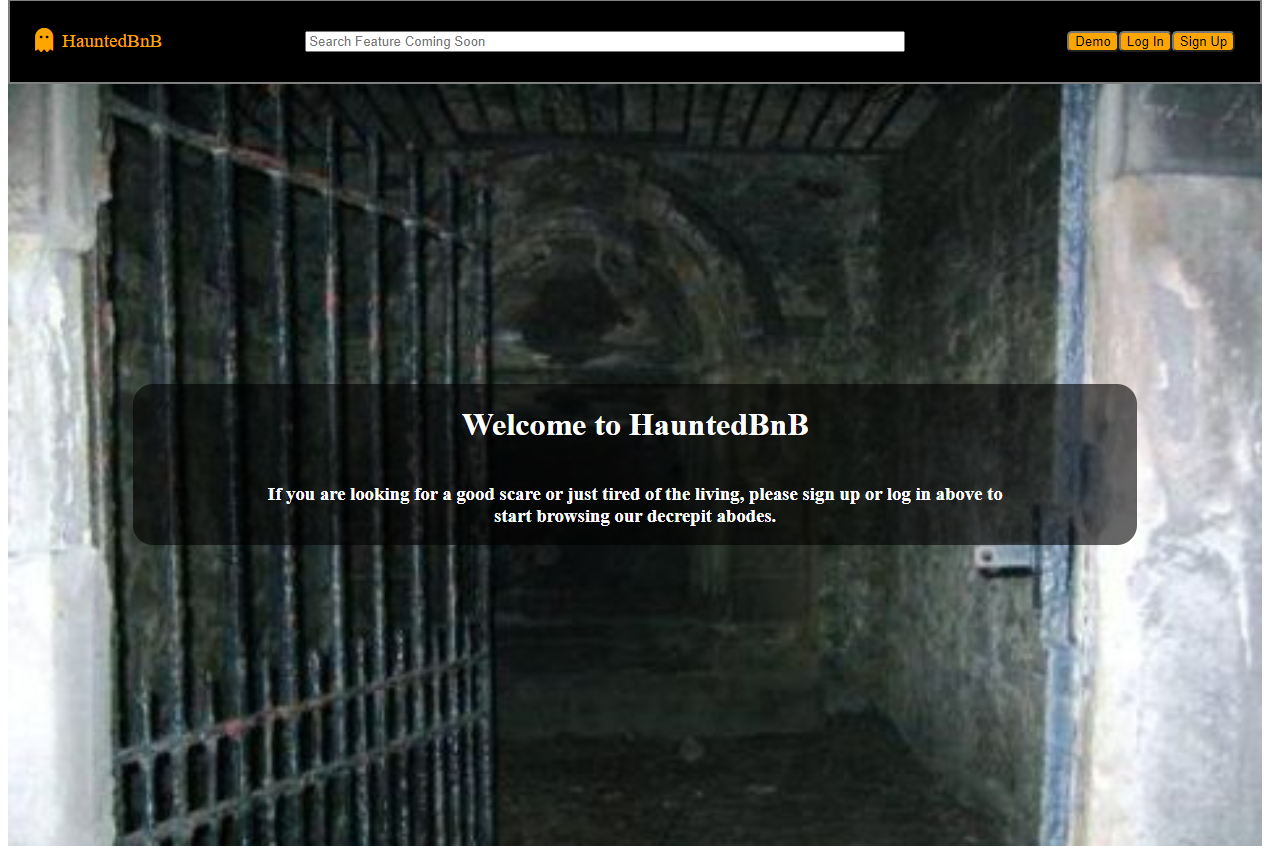 HauntedBnB
Search Feature Coming Soon
Demo
Log In
Sign Up
Welcome to HauntedBnB
If you are looking for a good scare or just tired of the living, please sign up or log in above to
start browsing our decrepit abodes.